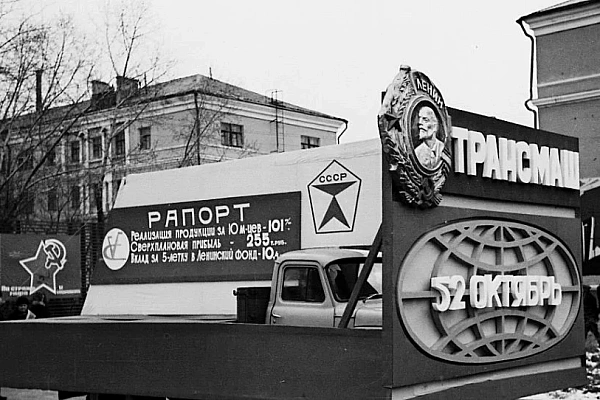 ЛЕНИН
ТРАНСМАШ
СССР
РАПОРТ
РЕАЛИЗАЦИЯ ПРОДУКЦИИ ЗА 10 М-ЦЕВ - 101%
СВЕРХПЛАНОВАЯ ПРИБЫЛЬ - 255 Т.РУБ.
ВКЛАД ЗА 5-ЛЕТКУ В ЛЕНИНСКИЙ ФОНД - 10
52 ОКТЯБРЬ